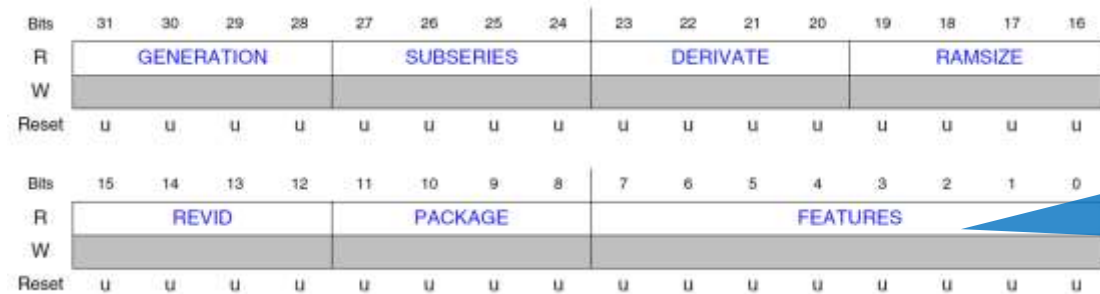 Bits 31 30 29 28 27 26 25 24 23 22 21 20 19 18 17 16
R GENERATION SUBSERIES DERIVATE RAMSIZE
W
Reset u u u u u u u u u u u u u u u u
Bits 15 14 13 12 11 10 9 8 7 6 5 4 3 2 1 0
R REVID PACKAGE FEATURES
W
Reset u u u u u u u u u u u u u u u u